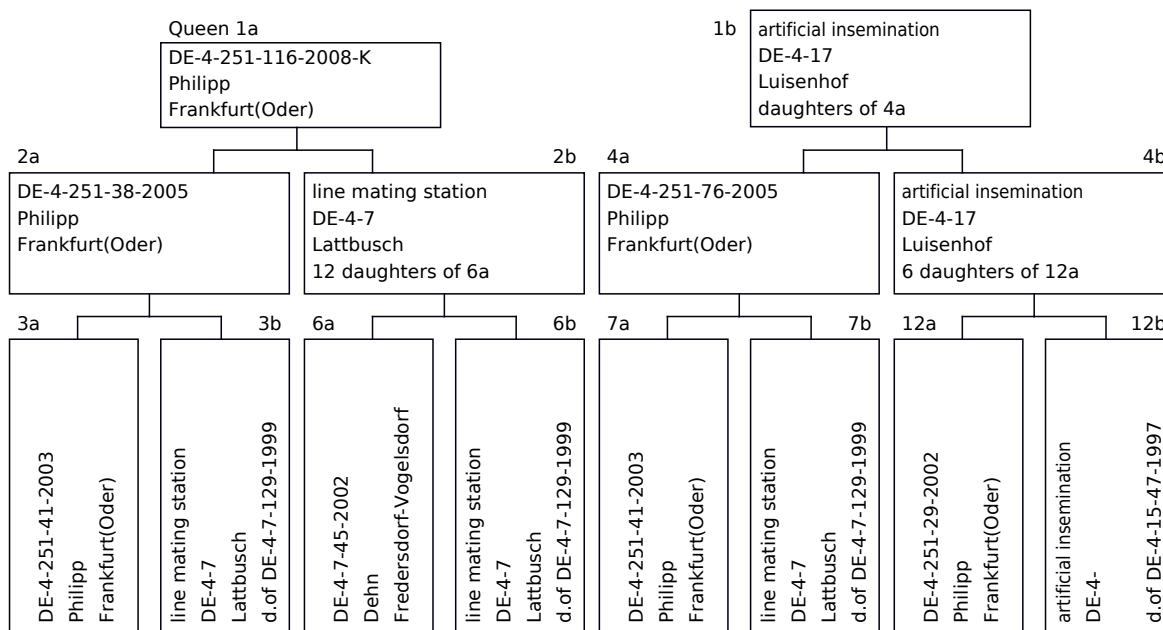 Queen 1a
DE-4-251-116-2008-K
Philipp
Frankfurt(Oder)
1b
artificial insemination
DE-4-17
Luisenhof
daughters of 4a
2a
DE-4-251-38-2005
Philipp
Frankfurt(Oder)
2b
line mating station
DE-4-7
Lattbusch
12 daughters of 6a
4a
DE-4-251-76-2005
Philipp
Frankfurt(Oder)
4b
artificial insemination
DE-4-17
Luisenhof
6 daughters of 12a
3a
DE-4-251-41-2003
Philipp
Frankfurt(Oder)
3b
line mating station
DE-4-7
Lattbusch
d.of DE-4-7-129-1999
6a
DE-4-7-45-2002
Dehn
Fredersdorf-Vogelsdorf
6b
line mating station
DE-4-7
Lattbusch
d.of DE-4-7-129-1999
7a
DE-4-251-41-2003
Philipp
Frankfurt(Oder)
7b
line mating station
DE-4-7
Lattbusch
d.of DE-4-7-129-1999
12a
DE-4-251-29-2002
Philipp
Frankfurt(Oder)
12b
artificial insemination
DE-4-
d.of DE-4-15-47-1997